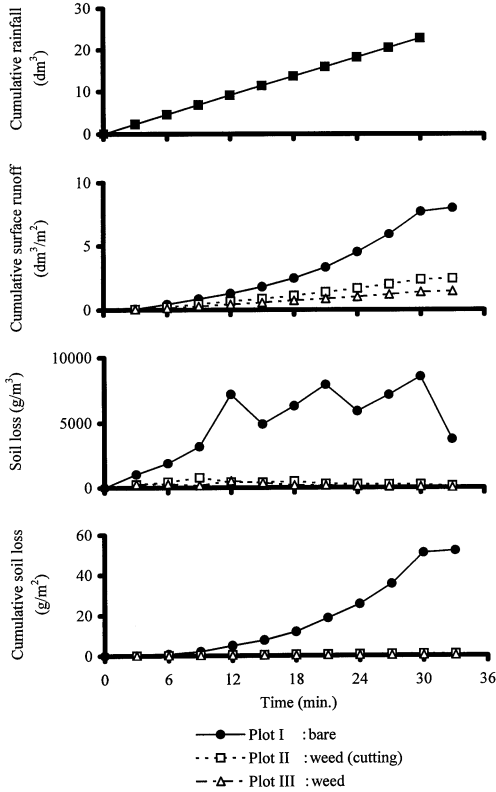 Cumulative rainfall
(dm³)
30
20
10
0
Cumulative surface runoff
(dm³/m²)
10
5
0
Soil loss (g/m³)
10000
5000
0
Cumulative soil loss
(g/m²)
60
40
20
0
0 6 12 18 24 30 36
Time (min.)
Plot I : bare
Plot II : weed (cutting)
Plot III : weed